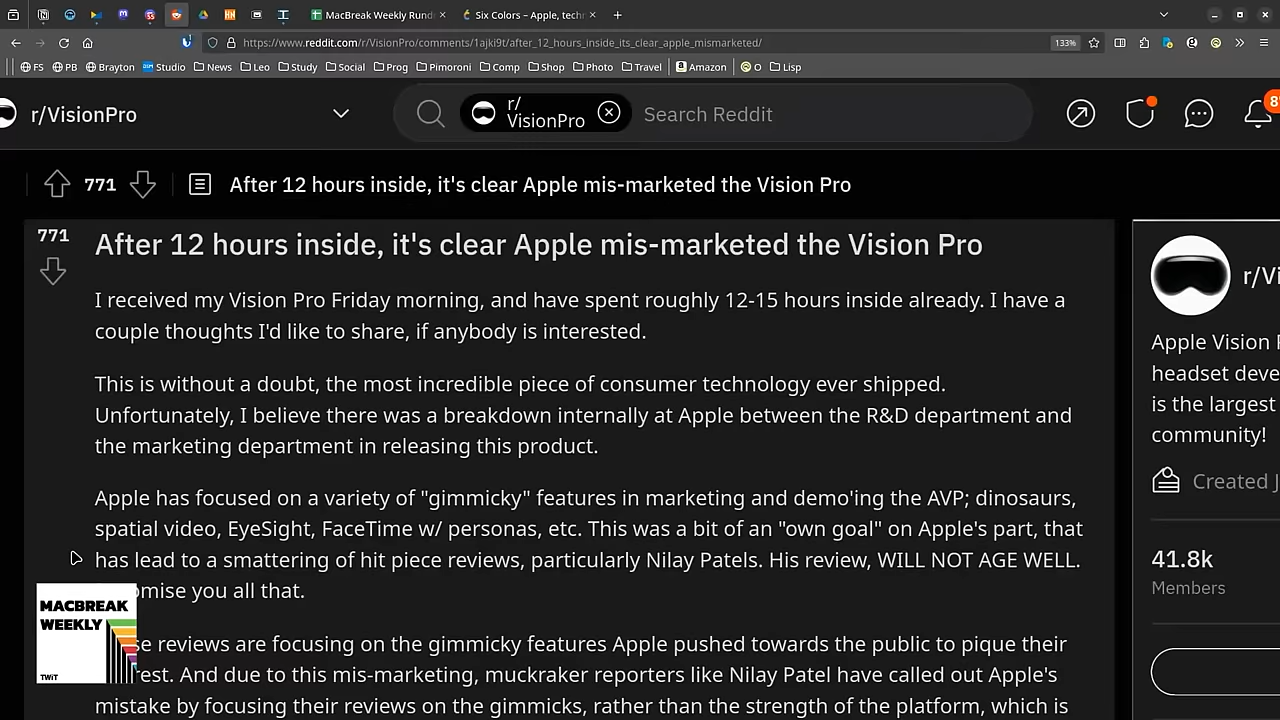 MacBreak Weekly Rund
Six Colors – Apple, techn
https://www.reddit.com/r/VisionPro/comments/1ajki9t/after_12_hours_inside_its_clear_apple_mismarketed/
133%
FS PB Brayton Studio News Leo Study Social Prog Pimoroni Comp Shop Photo Travel Amazon O Lisp
r/VisionPro
r/
VisionPro
Search Reddit
8
771
After 12 hours inside, it's clear Apple mis-marketed the Vision Pro
771
After 12 hours inside, it's clear Apple mis-marketed the Vision Pro
I received my Vision Pro Friday morning, and have spent roughly 12-15 hours inside already. I have a
couple thoughts I'd like to share, if anybody is interested.
This is without a doubt, the most incredible piece of consumer technology ever shipped.
Unfortunately, I believe there was a breakdown internally at Apple between the R&D department and
the marketing department in releasing this product.
Apple has focused on a variety of "gimmicky" features in marketing and demo'ing the AVP; dinosaurs,
spatial video, EyeSight, FaceTime w/ personas, etc. This was a bit of an "own goal" on Apple's part, that
has lead to a smattering of hit piece reviews, particularly Nilay Patels. His review, WILL NOT AGE WELL.
omise you all that.
se reviews are focusing on the gimmicky features Apple pushed towards the public to pique their
rest. And due to this mis-marketing, muckraker reporters like Nilay Patel have called out Apple's
mistake by focusing their reviews on the gimmicks, rather than the strength of the platform, which is
r/Vi
Apple Vision
headset deve
is the largest
community!
Created J
41.8k
Members
MACBREAK
WEEKLY
TWiT